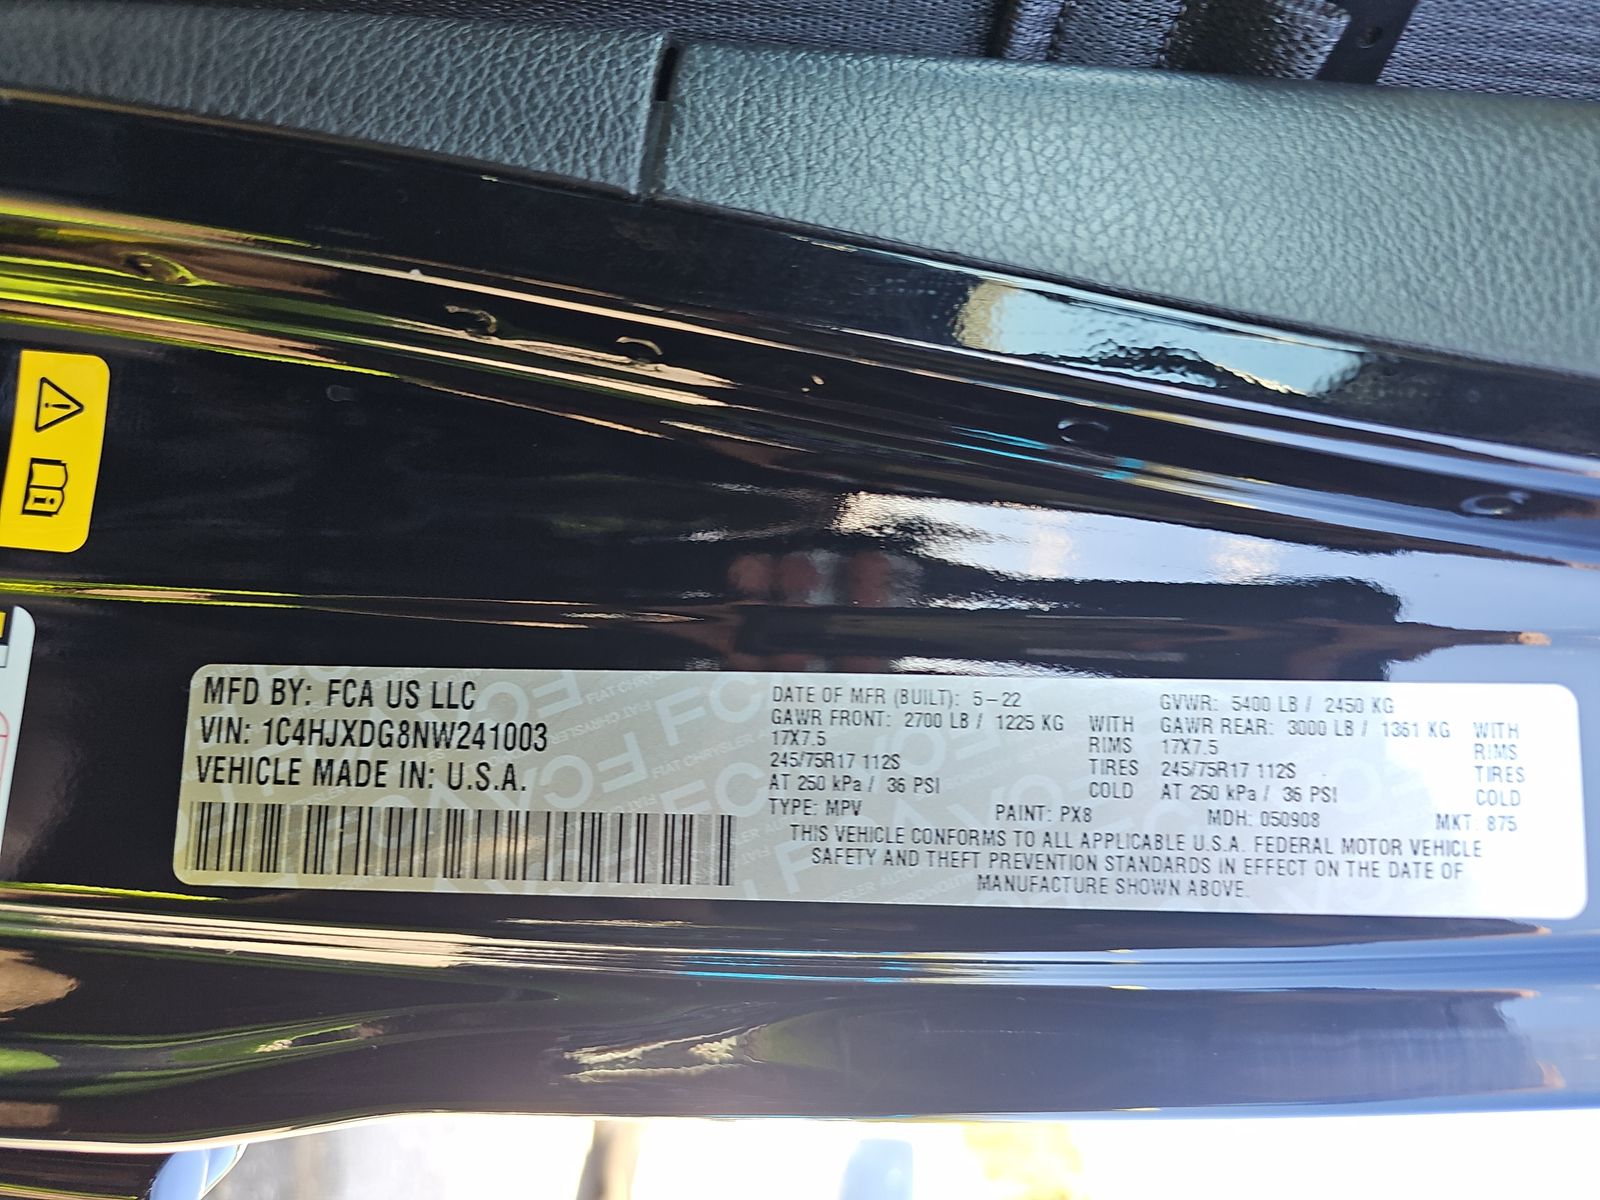 MFD BY: FCA US LLC
VIN: 1C4HJXDG8NW241003
VEHICLE MADE IN: U.S.A.
DATE OF MFR (BUILT): 5-22 GVWR: 5400 LB / 2450 KG
GAWR FRONT: 2700 LB / 1225 KG WITH GAWR REAR: 3000 LB / 1361 KG WITH
17X7.5 RIMS 17X7.5 RIMS
245/75R17 112S TIRES 245/75R17 112S TIRES
AT 250 kPa / 36 PSI COLD AT 250 kPa / 36 PSI COLD
TYPE: MPV PAINT: PX8 MDH: 050908 MKT: 875
THIS VEHICLE CONFORMS TO ALL APPLICABLE U.S.A. FEDERAL MOTOR VEHICLE
SAFETY AND THEFT PREVENTION STANDARDS IN EFFECT ON THE DATE OF
MANUFACTURE SHOWN ABOVE.